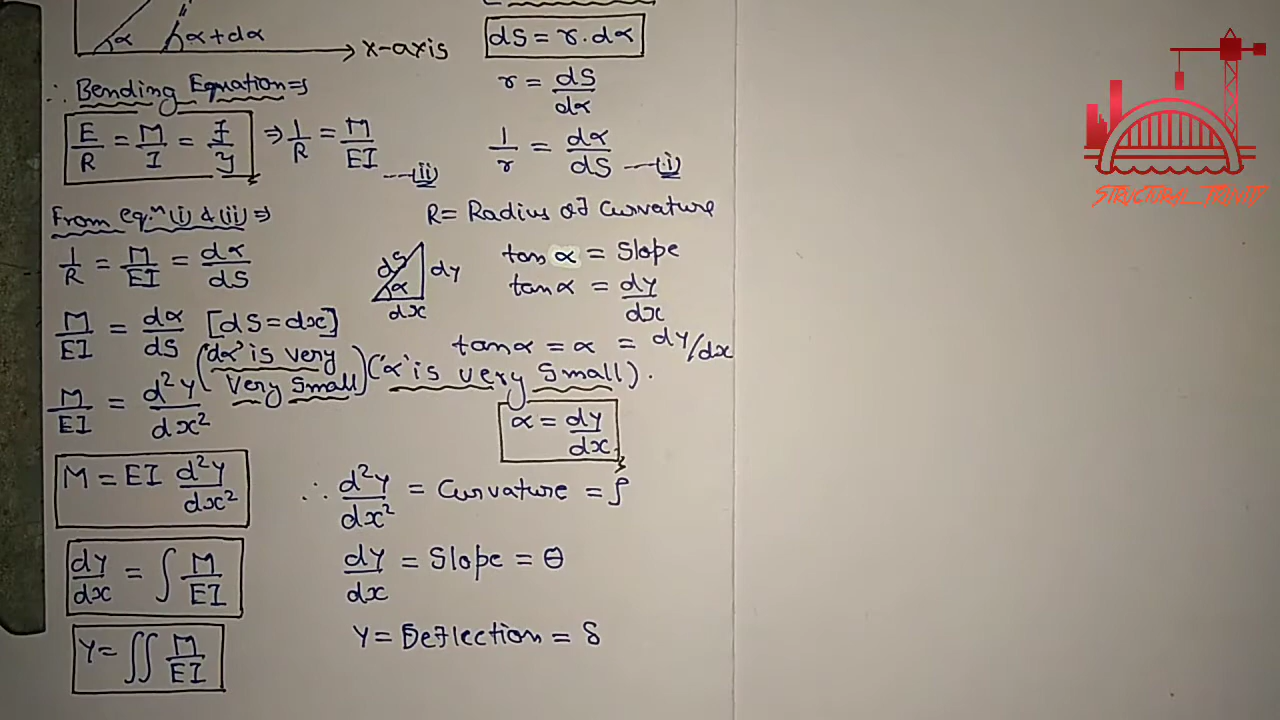 α
α+dα
x-axis
dS = r.dα
∴ Bending Equation ⇒
r = dS/dα
E/R = M/I = f/y ⇒ 1/R = M/EI ---(ii)
1/r = dα/dS —(i)
From eqⁿ (i) & (ii) ⇒
R = Radius of Curvature
1/R = M/EI = dα/dS
dS
dy
α
dx
tan α = Slope
tan α = dy/dx
M/EI = dα/dS [dS = dx]
tan α = α = dy/dx
('dα' is very Very Small)
('α' is very Small).
M/EI = d²y/dx²
α = dy/dx
M = EI d²y/dx²
∴ d²y/dx² = Curvature = ρ
dy/dx = ∫ M/EI
dy/dx = Slope = θ
Y = ∬ M/EI
Y = Deflection = δ
STRUCTURAL_TRINITY